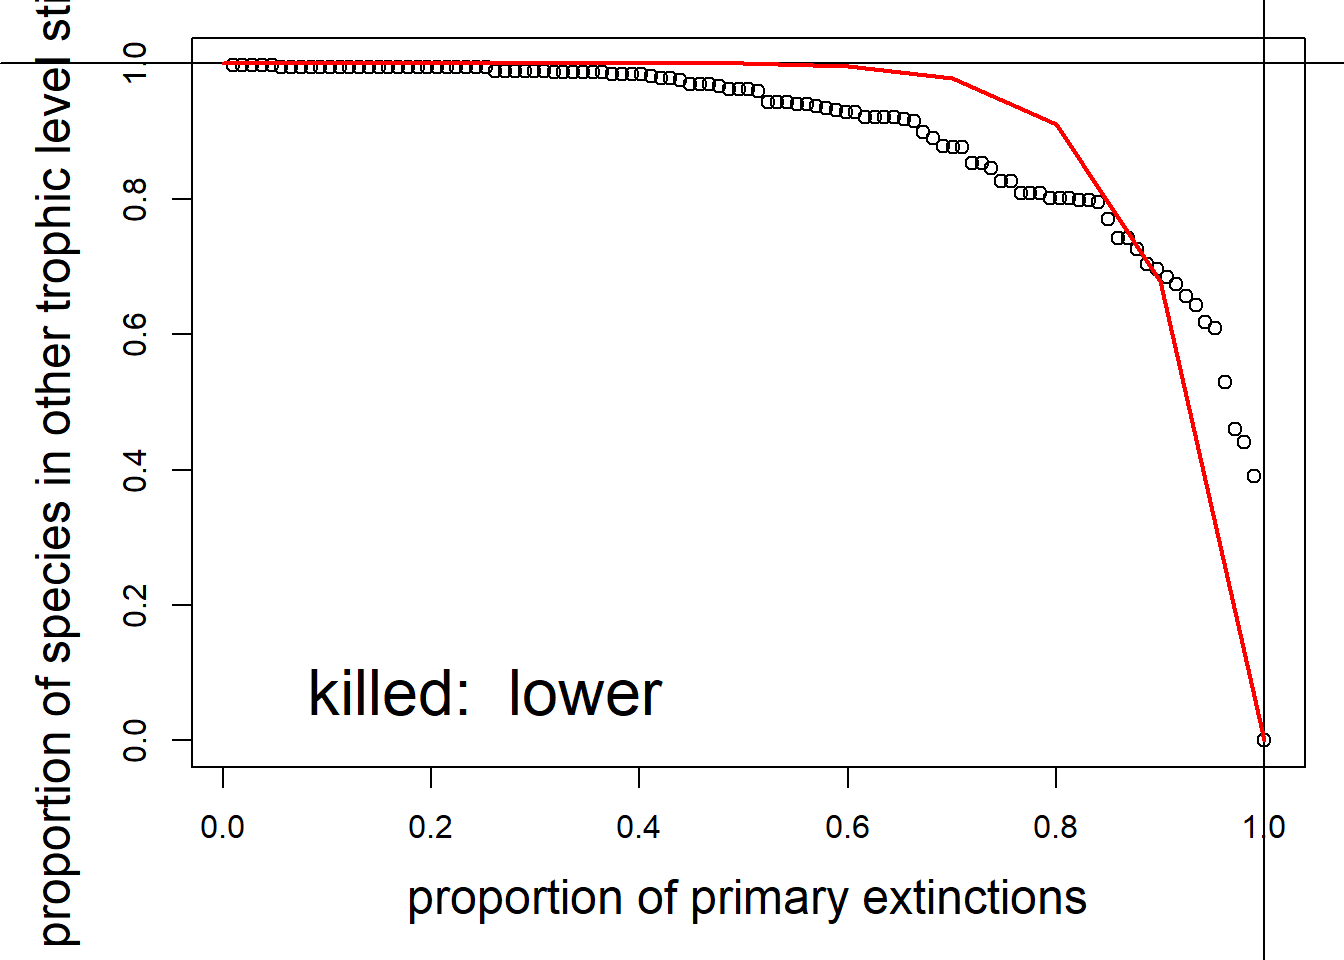 proportion of species in other trophic level sti
1.0
0.8
0.6
0.4
0.2
0.0
killed: lower
0.0 0.2 0.4 0.6 0.8 1.0
proportion of primary extinctions